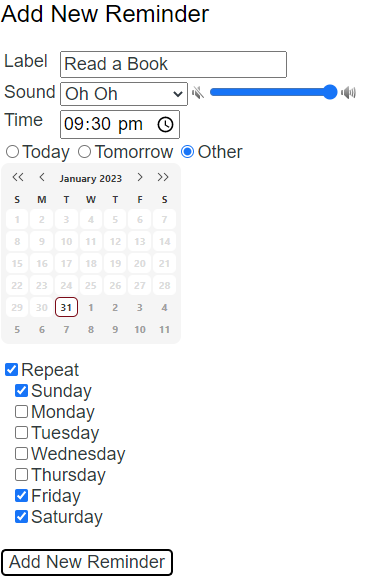 Add New Reminder
Label Read a Book
Sound Oh Oh
Time 09:30 pm
Today Tomorrow Other
January 2023
S M T W T F S
1 2 3 4 5 6 7
8 9 10 11 12 13 14
15 16 17 18 19 20 21
22 23 24 25 26 27 28
29 30 31 1 2 3 4
5 6 7 8 9 10 11
Repeat
Sunday
Monday
Tuesday
Wednesday
Thursday
Friday
Saturday
Add New Reminder